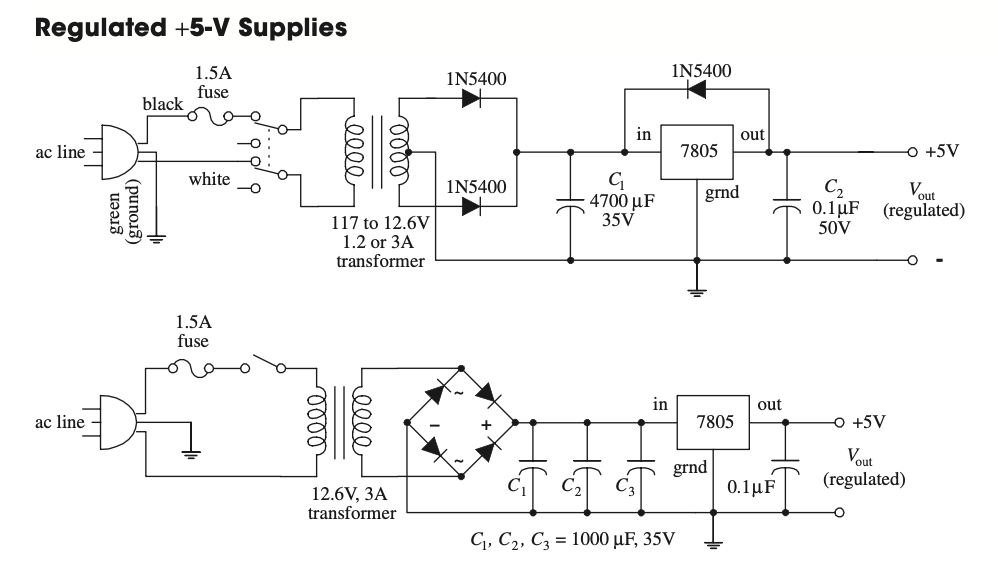 Regulated +5-V Supplies
1.5A
fuse
black
ac line
white
green
(ground)
117 to 12.6V
1.2 or 3A
transformer
1N5400
1N5400
1N5400
in
7805
out
grnd
C1
4700 µF
35V
C2
0.1µF
50V
+5V
Vout
(regulated)
-
1.5A
fuse
ac line
12.6V, 3A
transformer
~
-
+
~
C1
C2
C3
in
7805
out
grnd
0.1µF
+5V
Vout
(regulated)
C1, C2, C3 = 1000 µF, 35V